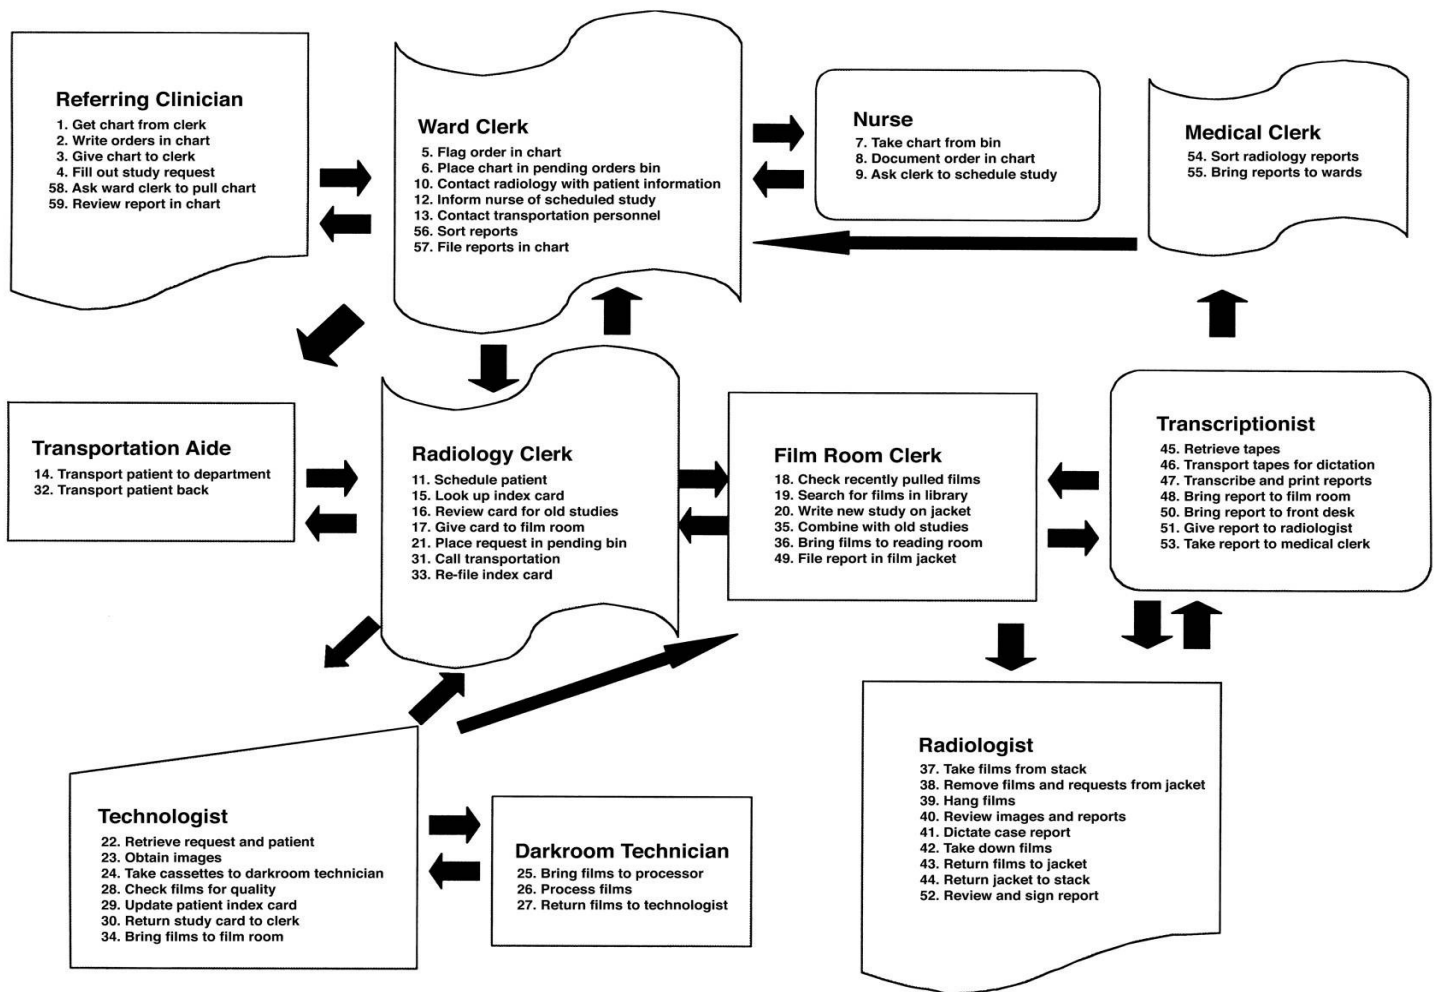 Referring Clinician
1. Get chart from clerk
2. Write orders in chart
3. Give chart to clerk
4. Fill out study request
58. Ask ward clerk to pull chart
59. Review report in chart
Ward Clerk
5. Flag order in chart
6. Place chart in pending orders bin
10. Contact radiology with patient information
12. Inform nurse of scheduled study
13. Contact transportation personnel
56. Sort reports
57. File reports in chart
Nurse
7. Take chart from bin
8. Document order in chart
9. Ask clerk to schedule study
Medical Clerk
54. Sort radiology reports
55. Bring reports to wards
Transportation Aide
14. Transport patient to department
32. Transport patient back
Radiology Clerk
11. Schedule patient
15. Look up index card
16. Review card for old studies
17. Give card to film room
21. Place request in pending bin
31. Call transportation
33. Re-file index card
Film Room Clerk
18. Check recently pulled films
19. Search for films in library
20. Write new study on jacket
35. Combine with old studies
36. Bring films to reading room
49. File report in film jacket
Transcriptionist
45. Retrieve tapes
46. Transport tapes for dictation
47. Transcribe and print reports
48. Bring report to film room
50. Bring report to front desk
51. Give report to radiologist
53. Take report to medical clerk
Technologist
22. Retrieve request and patient
23. Obtain images
24. Take cassettes to darkroom technician
28. Check films for quality
29. Update patient index card
30. Return study card to clerk
34. Bring films to film room
Darkroom Technician
25. Bring films to processor
26. Process films
27. Return films to technologist
Radiologist
37. Take films from stack
38. Remove films and requests from jacket
39. Hang films
40. Review images and reports
41. Dictate case report
42. Take down films
43. Return films to jacket
44. Return jacket to stack
52. Review and sign report